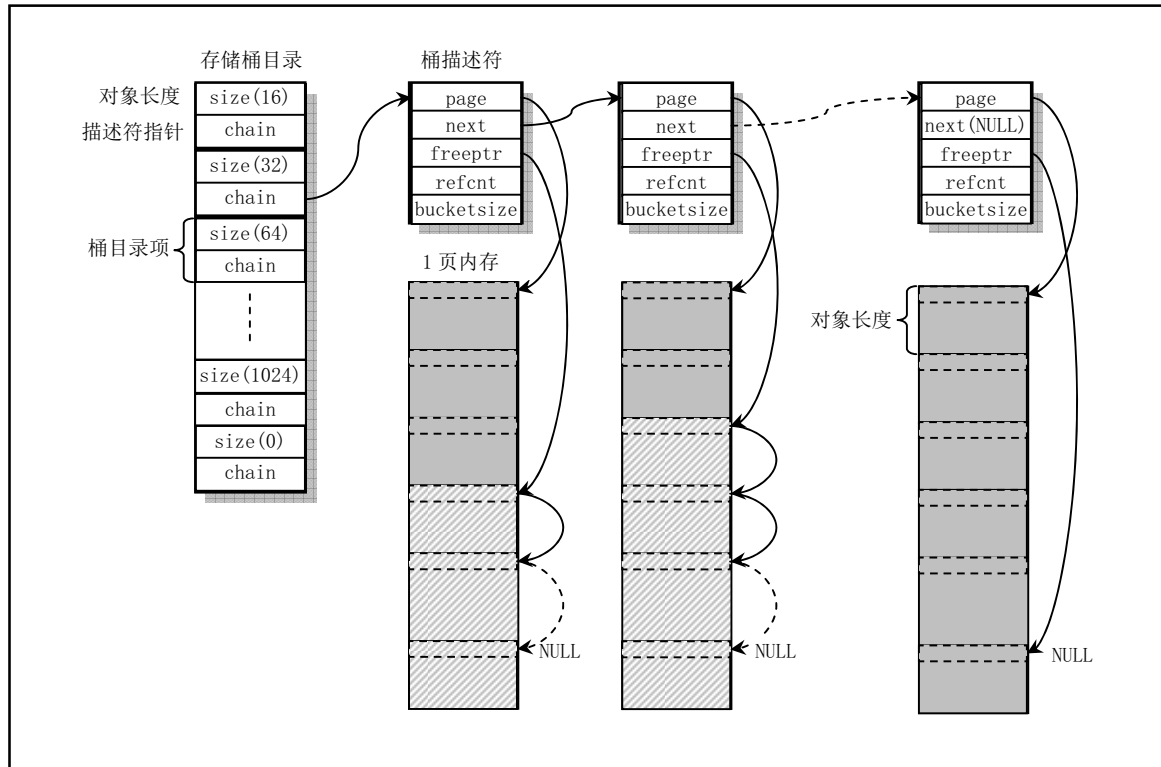 存储桶目录
对象长度
size(16)
描述符指针
chain
size(32)
chain
桶目录项
size(64)
chain
size(1024)
chain
size(0)
chain
桶描述符
page
next
freeptr
refcnt
bucketsize
1 页内存
NULL
page
next
freeptr
refcnt
bucketsize
NULL
page
next(NULL)
freeptr
refcnt
bucketsize
对象长度
NULL